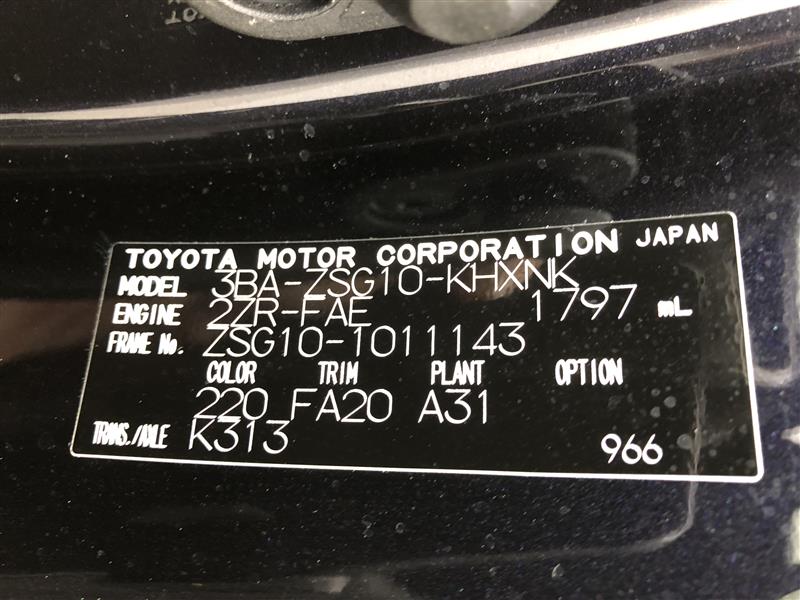 TOYOTA MOTOR CORPORATION JAPAN
MODEL 3BA-ZSG10-KHXNK
ENGINE 2ZR-FAE 1797 mL
FRAME No. ZSG10-1011143
COLOR TRIM PLANT OPTION
220 FA20 A31
TRANS./AXLE K313 966